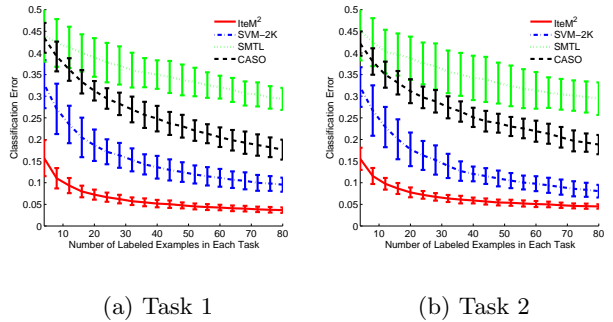 0.5
0.45
0.4
0.35
0.3
0.25
0.2
0.15
0.1
0.05
0
Classification Error
IteM²
SVM−2K
SMTL
CASO
10 20 30 40 50 60 70 80
Number of Labeled Examples in Each Task
(a) Task 1
0.5
0.45
0.4
0.35
0.3
0.25
0.2
0.15
0.1
0.05
0
Classification Error
IteM²
SVM−2K
SMTL
CASO
10 20 30 40 50 60 70 80
Number of Labeled Examples in Each Task
(b) Task 2